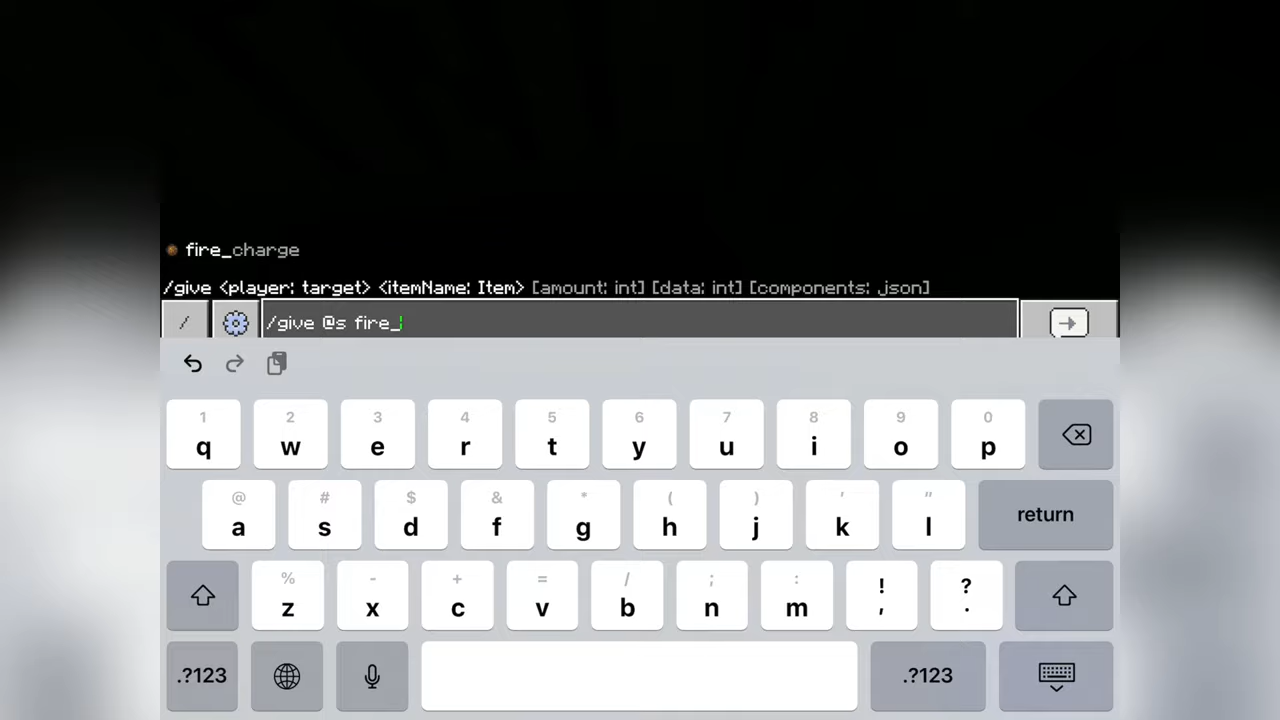 fire_charge
/give <player: target> <itemName: Item> [amount: int] [data: int] [components: json]
/ /give @s fire_
1 2 3 4 5 6 7 8 9 0
q w e r t y u i o p
@ # $ & * ( ) ' "
a s d f g h j k l return
% - + = / ; : ! ?
z x c v b n m , .
.?123 .?123